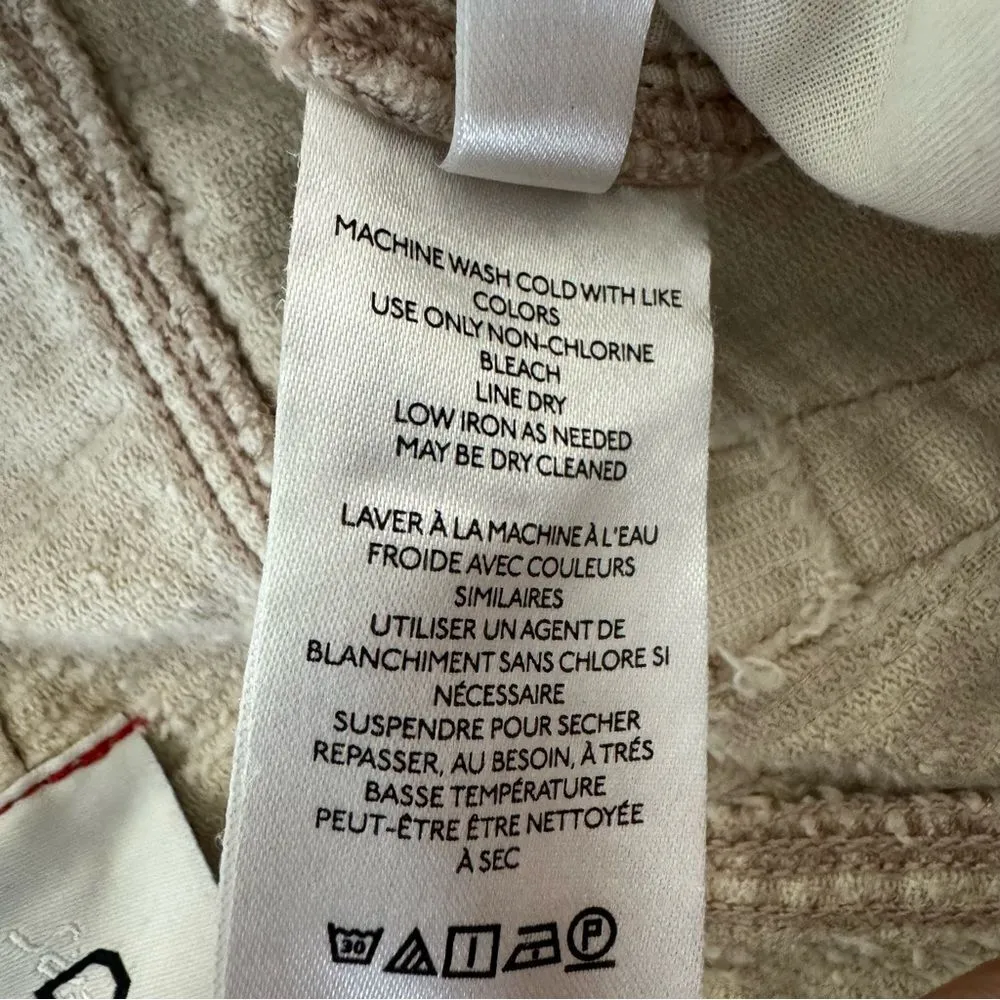 MACHINE WASH COLD WITH LIKE
COLORS
USE ONLY NON-CHLORINE
BLEACH
LINE DRY
LOW IRON AS NEEDED
MAY BE DRY CLEANED
LAVER À LA MACHINE À L'EAU
FROIDE AVEC COULEURS
SIMILAIRES
UTILISER UN AGENT DE
BLANCHIMENT SANS CHLORE SI
NÉCESSAIRE
SUSPENDRE POUR SECHER
REPASSER, AU BESOIN, À TRÉS
BASSE TEMPÉRATURE
PEUT-ÊTRE ÊTRE NETTOYÉE
À SEC
30 P